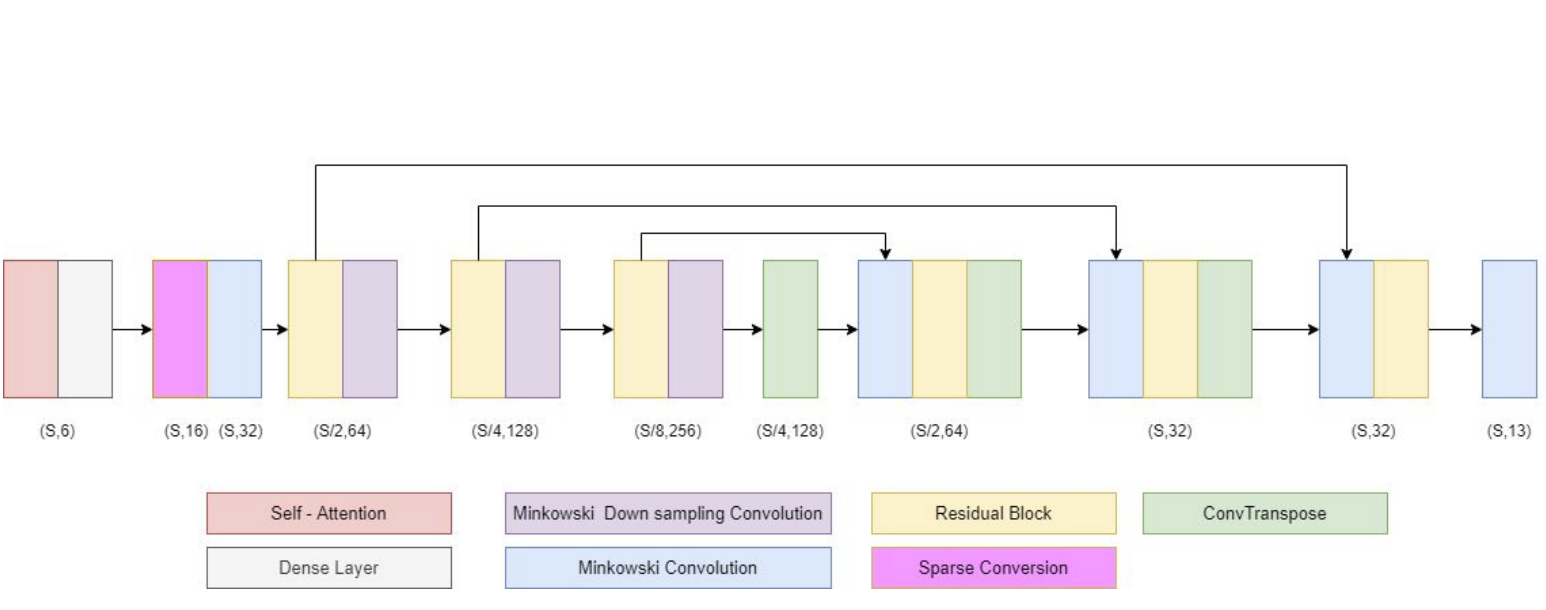 (S,6) (S,16) (S,32) (S/2,64) (S/4,128) (S/8,256) (S/4,128) (S/2,64) (S,32) (S,32) (S,13)
Self - Attention Minkowski Down sampling Convolution Residual Block ConvTranspose
Dense Layer Minkowski Convolution Sparse Conversion